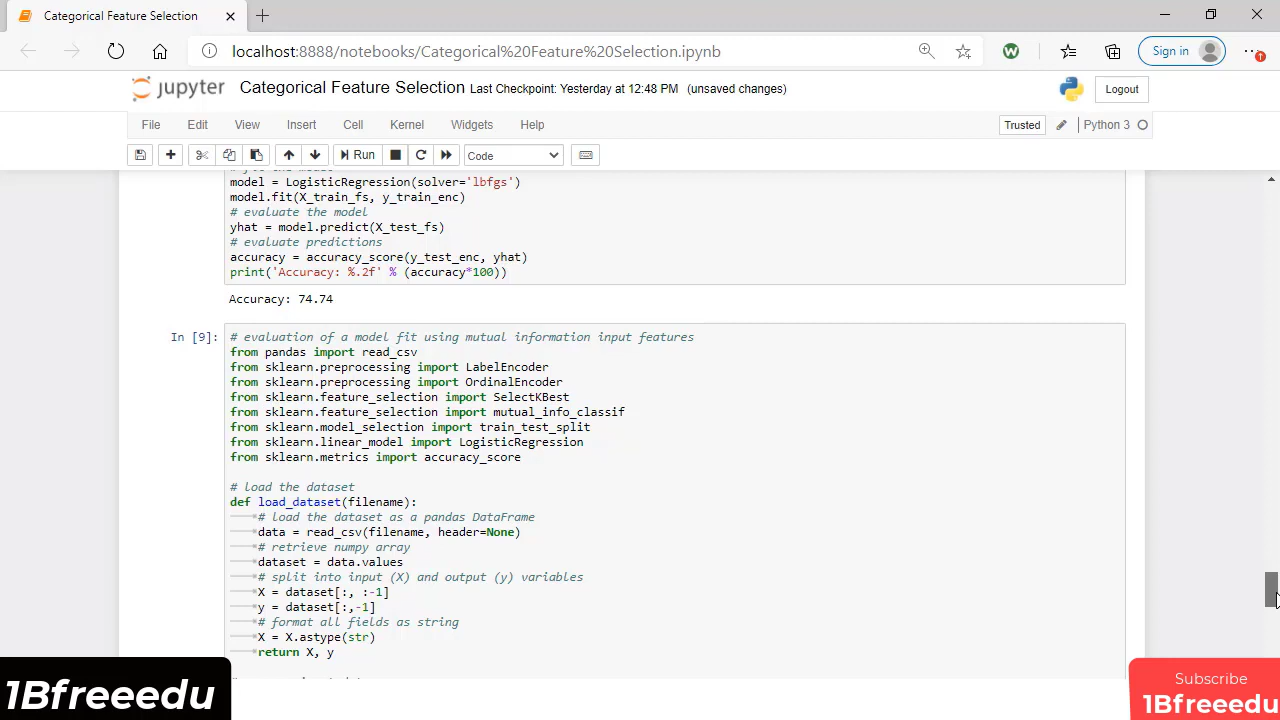 Categorical Feature Selection
localhost:8888/notebooks/Categorical%20Feature%20Selection.ipynb
W
Sign in
jupyter
Categorical Feature Selection Last Checkpoint: Yesterday at 12:48 PM (unsaved changes)
Logout
File Edit View Insert Cell Kernel Widgets Help
Trusted
Python 3
Run
Code
model = LogisticRegression(solver='lbfgs')
model.fit(X_train_fs, y_train_enc)
# evaluate the model
yhat = model.predict(X_test_fs)
# evaluate predictions
accuracy = accuracy_score(y_test_enc, yhat)
print('Accuracy: %.2f' % (accuracy*100))
Accuracy: 74.74
In [9]:
# evaluation of a model fit using mutual information input features
from pandas import read_csv
from sklearn.preprocessing import LabelEncoder
from sklearn.preprocessing import OrdinalEncoder
from sklearn.feature_selection import SelectKBest
from sklearn.feature_selection import mutual_info_classif
from sklearn.model_selection import train_test_split
from sklearn.linear_model import LogisticRegression
from sklearn.metrics import accuracy_score
# load the dataset
def load_dataset(filename):
# load the dataset as a pandas DataFrame
data = read_csv(filename, header=None)
# retrieve numpy array
dataset = data.values
# split into input (X) and output (y) variables
X = dataset[:, :-1]
y = dataset[:,-1]
# format all fields as string
X = X.astype(str)
return X, y
1Bfreeedu
Subscribe
1Bfreeedu